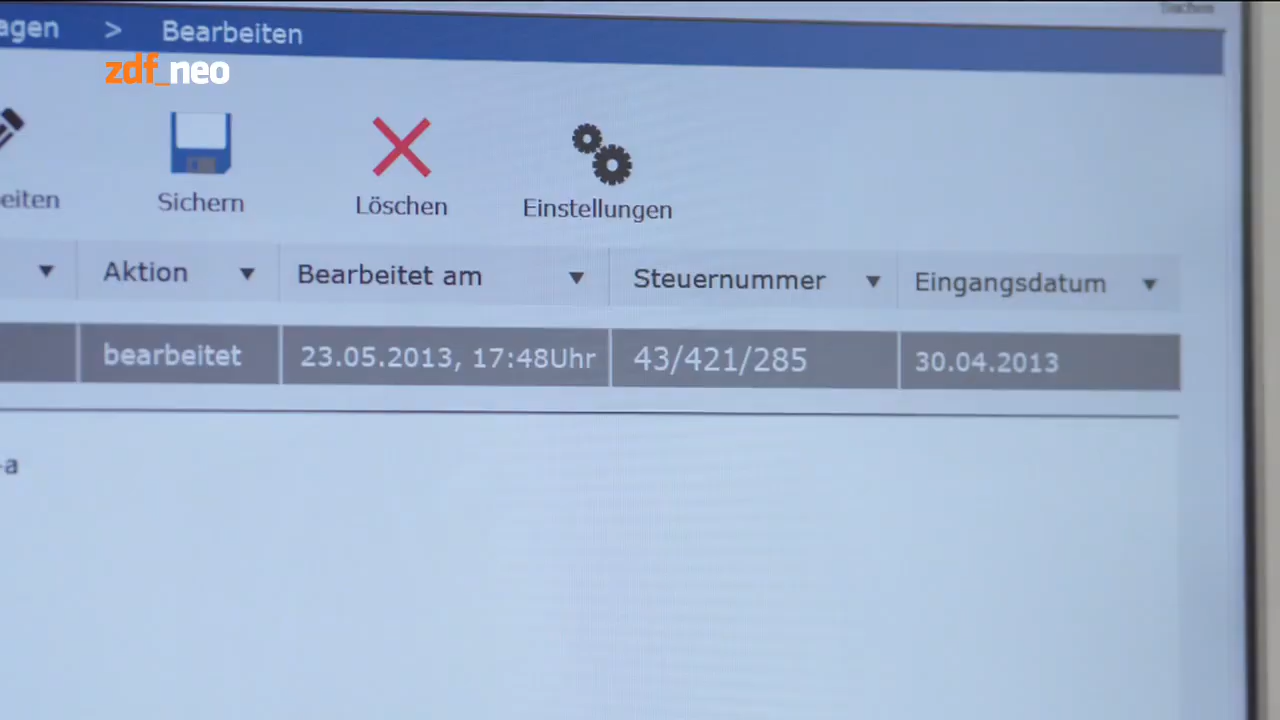 agen > Bearbeiten
zdf_neo
eiten Sichern Löschen Einstellungen
Aktion Bearbeitet am Steuernummer Eingangsdatum
bearbeitet 23.05.2013, 17:48Uhr 43/421/285 30.04.2013
-a